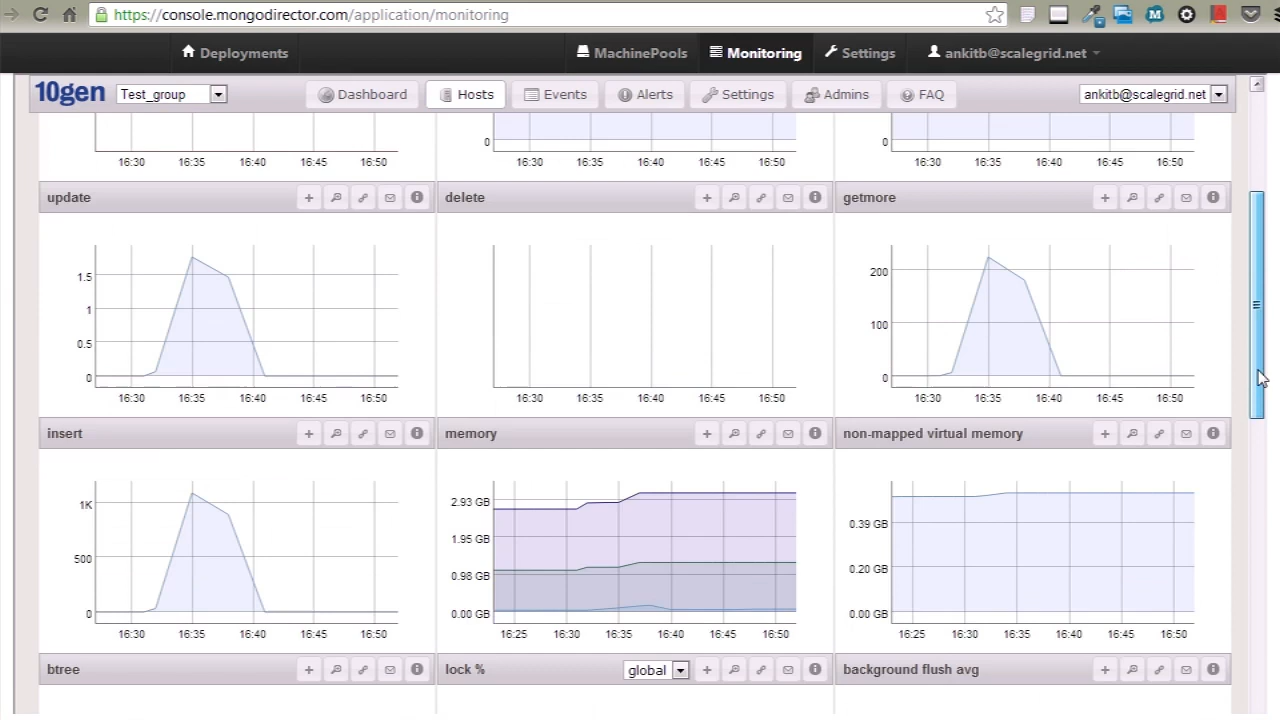 https://console.mongodirector.com/application/monitoring
Deployments MachinePools Monitoring Settings ankitb@scalegrid.net
10gen Test_group Dashboard Hosts Events Alerts Settings Admins FAQ ankitb@scalegrid.net
0 0
16:30 16:35 16:40 16:45 16:50 16:30 16:35 16:40 16:45 16:50 16:30 16:35 16:40 16:45 16:50
update delete getmore
1.5
1
0.5
0
16:30 16:35 16:40 16:45 16:50
16:30 16:35 16:40 16:45 16:50
200
100
0
16:30 16:35 16:40 16:45 16:50
insert memory non-mapped virtual memory
1K
500
0
16:30 16:35 16:40 16:45 16:50
2.93 GB
1.95 GB
0.98 GB
0.00 GB
16:25 16:30 16:35 16:40 16:45 16:50
0.39 GB
0.20 GB
0.00 GB
16:25 16:30 16:35 16:40 16:45 16:50
btree lock % global background flush avg